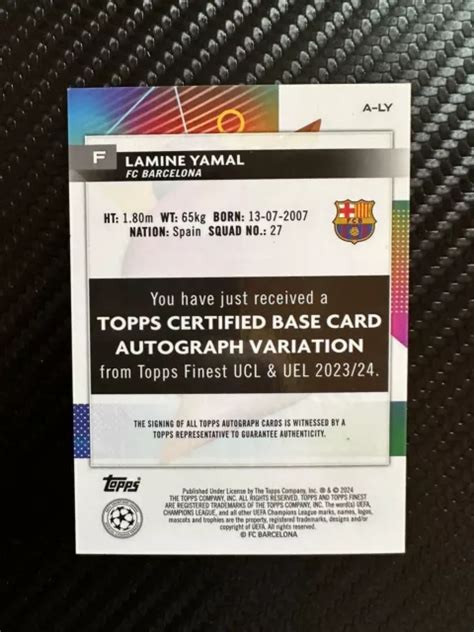 A-LY
F LAMINE YAMAL
FC BARCELONA
HT: 1.80m WT: 65kg BORN: 13-07-2007
NATION: Spain SQUAD NO.: 27
FCB
You have just received a
TOPPS CERTIFIED BASE CARD
AUTOGRAPH VARIATION
from Topps Finest UCL & UEL 2023/24.
THE SIGNING OF ALL TOPPS AUTOGRAPH CARDS IS WITNESSED BY A
TOPPS REPRESENTATIVE TO GUARANTEE AUTHENTICITY.
topps
Published Under License by The Topps Company, Inc. ® & © 2024
THE TOPPS COMPANY, INC. ALL RIGHTS RESERVED. TOPPS AND TOPPS FINEST
ARE REGISTERED TRADEMARKS OF THE TOPPS COMPANY, INC. The word(s) UEFA,
CHAMPIONS LEAGUE, and all other UEFA Champions League marks, names, logos,
mascots and trophies are the property, registered trademarks, designs and/or
copyright of UEFA. All rights reserved.
© FC BARCELONA